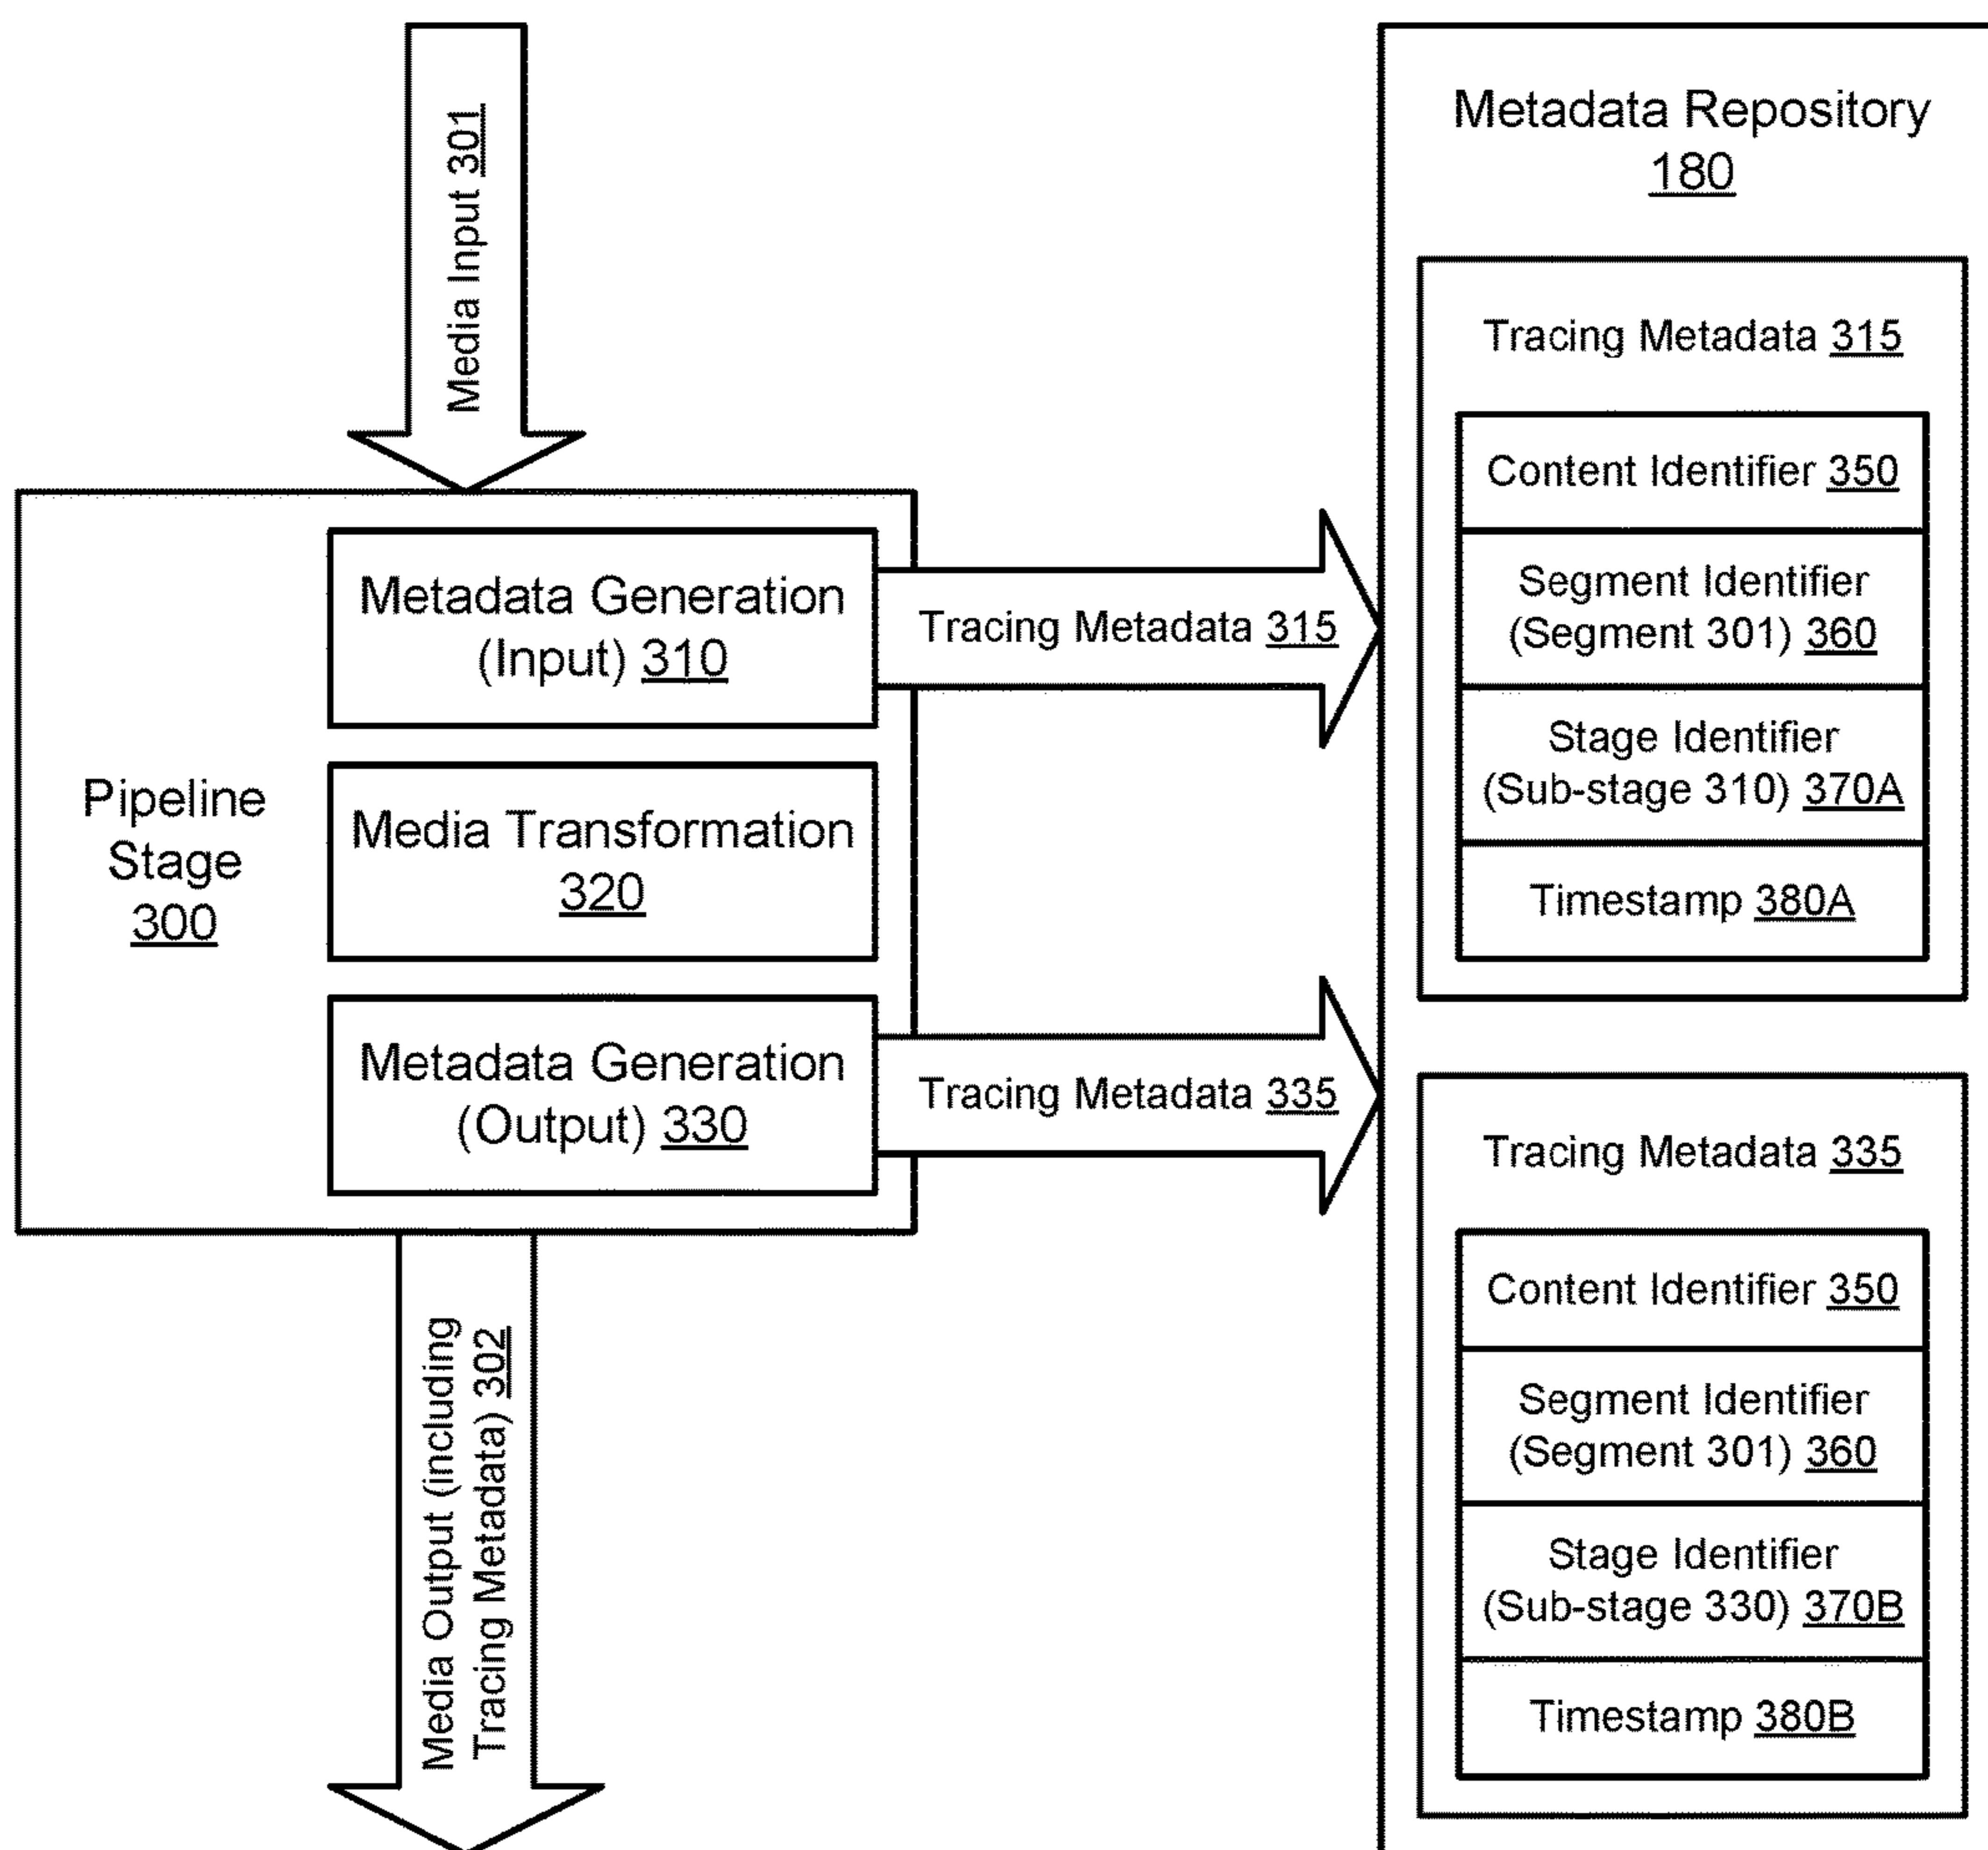 Media Input 301
Pipeline
Stage
300
Metadata Generation
(Input) 310
Media Transformation
320
Metadata Generation
(Output) 330
Tracing Metadata 315
Tracing Metadata 335
Media Output (including
Tracing Metadata) 302
Metadata Repository
180
Tracing Metadata 315
Content Identifier 350
Segment Identifier
(Segment 301) 360
Stage Identifier
(Sub-stage 310) 370A
Timestamp 380A
Tracing Metadata 335
Content Identifier 350
Segment Identifier
(Segment 301) 360
Stage Identifier
(Sub-stage 330) 370B
Timestamp 380B